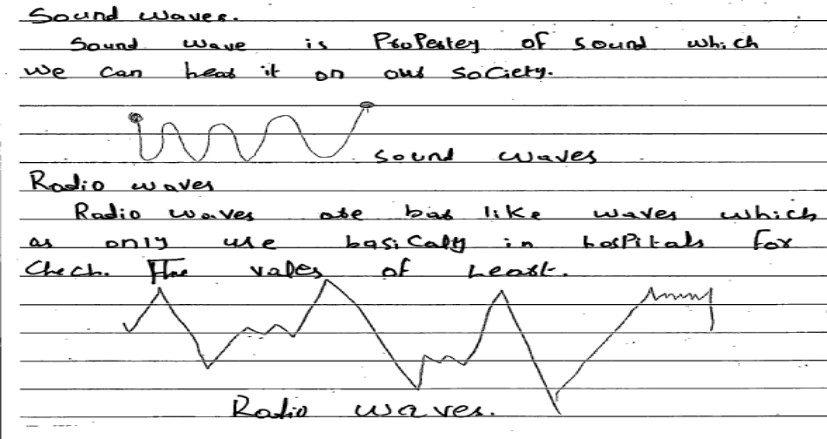 Sound waves.
Sound wave is Propestey of sound which
we can hear it on our society.
sound waves
Radio waves
Radio waves are bar like waves which
as only use basically in hospitals for
Chech. The vales of heart.
Radio waves.